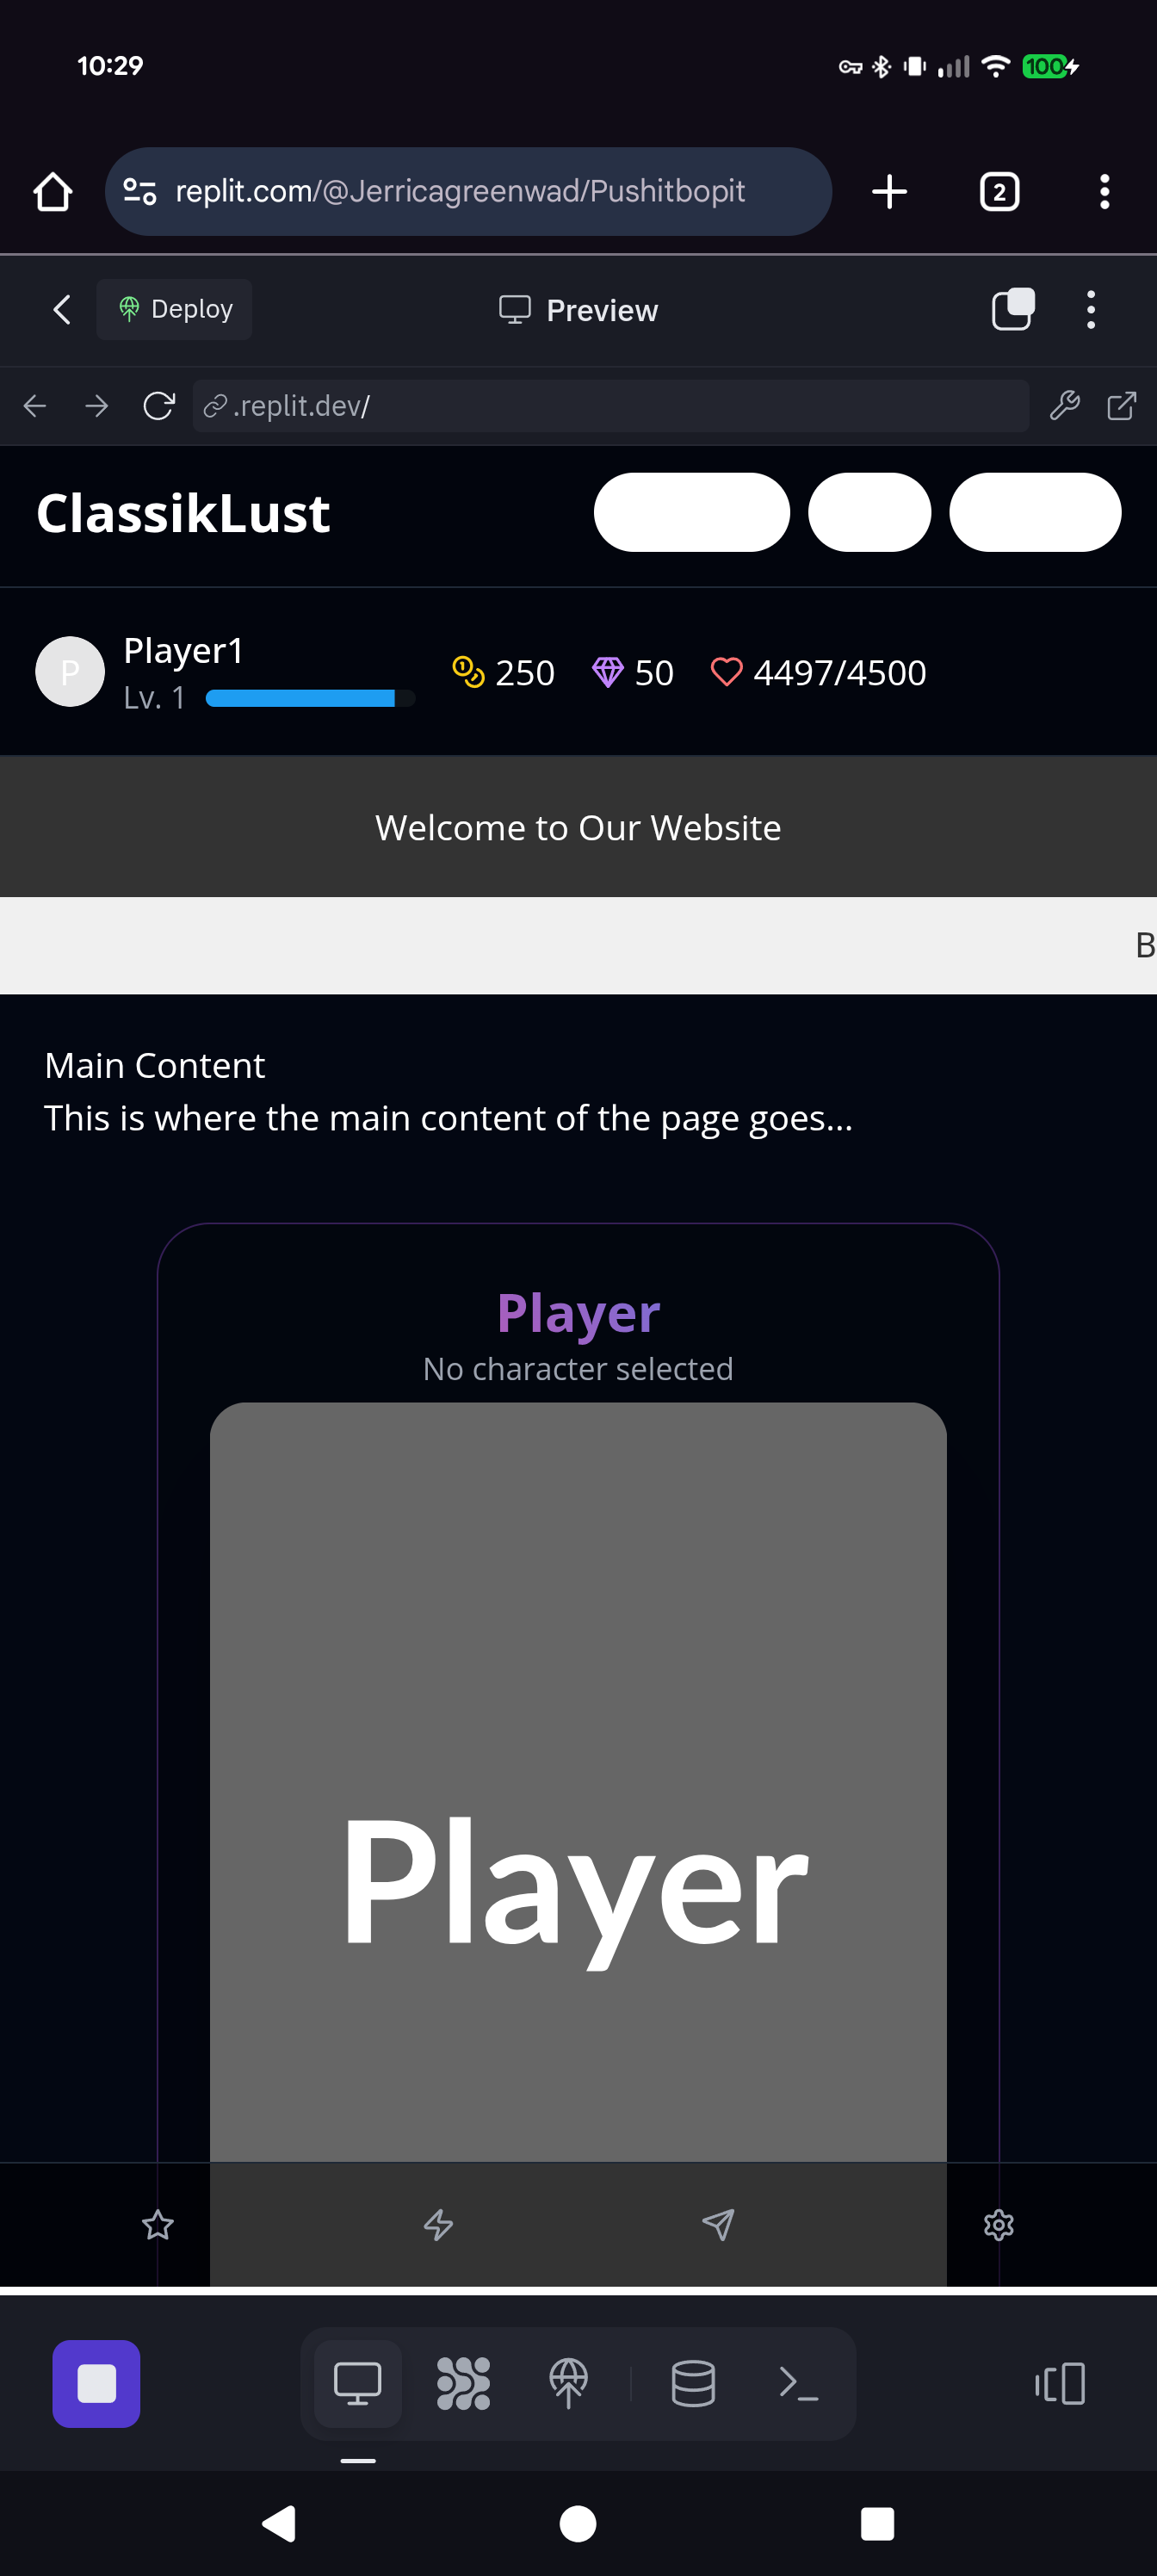 10:29
100
replit.com/@Jerricagreenwad/Pushitbopit
2
Deploy
Preview
.replit.dev/
ClassikLust
P
Player1
Lv. 1
250
50
4497/4500
Welcome to Our Website
B
Main Content
This is where the main content of the page goes...
Player
No character selected
Player